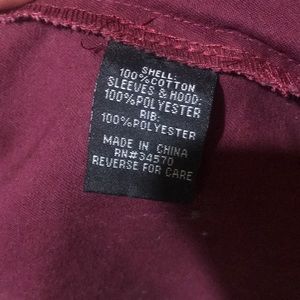 SHELL:
100%COTTON
SLEEVES & HOOD:
100%POLYESTER
RIB:
100%POLYESTER
MADE IN CHINA
RN#34570
REVERSE FOR CARE